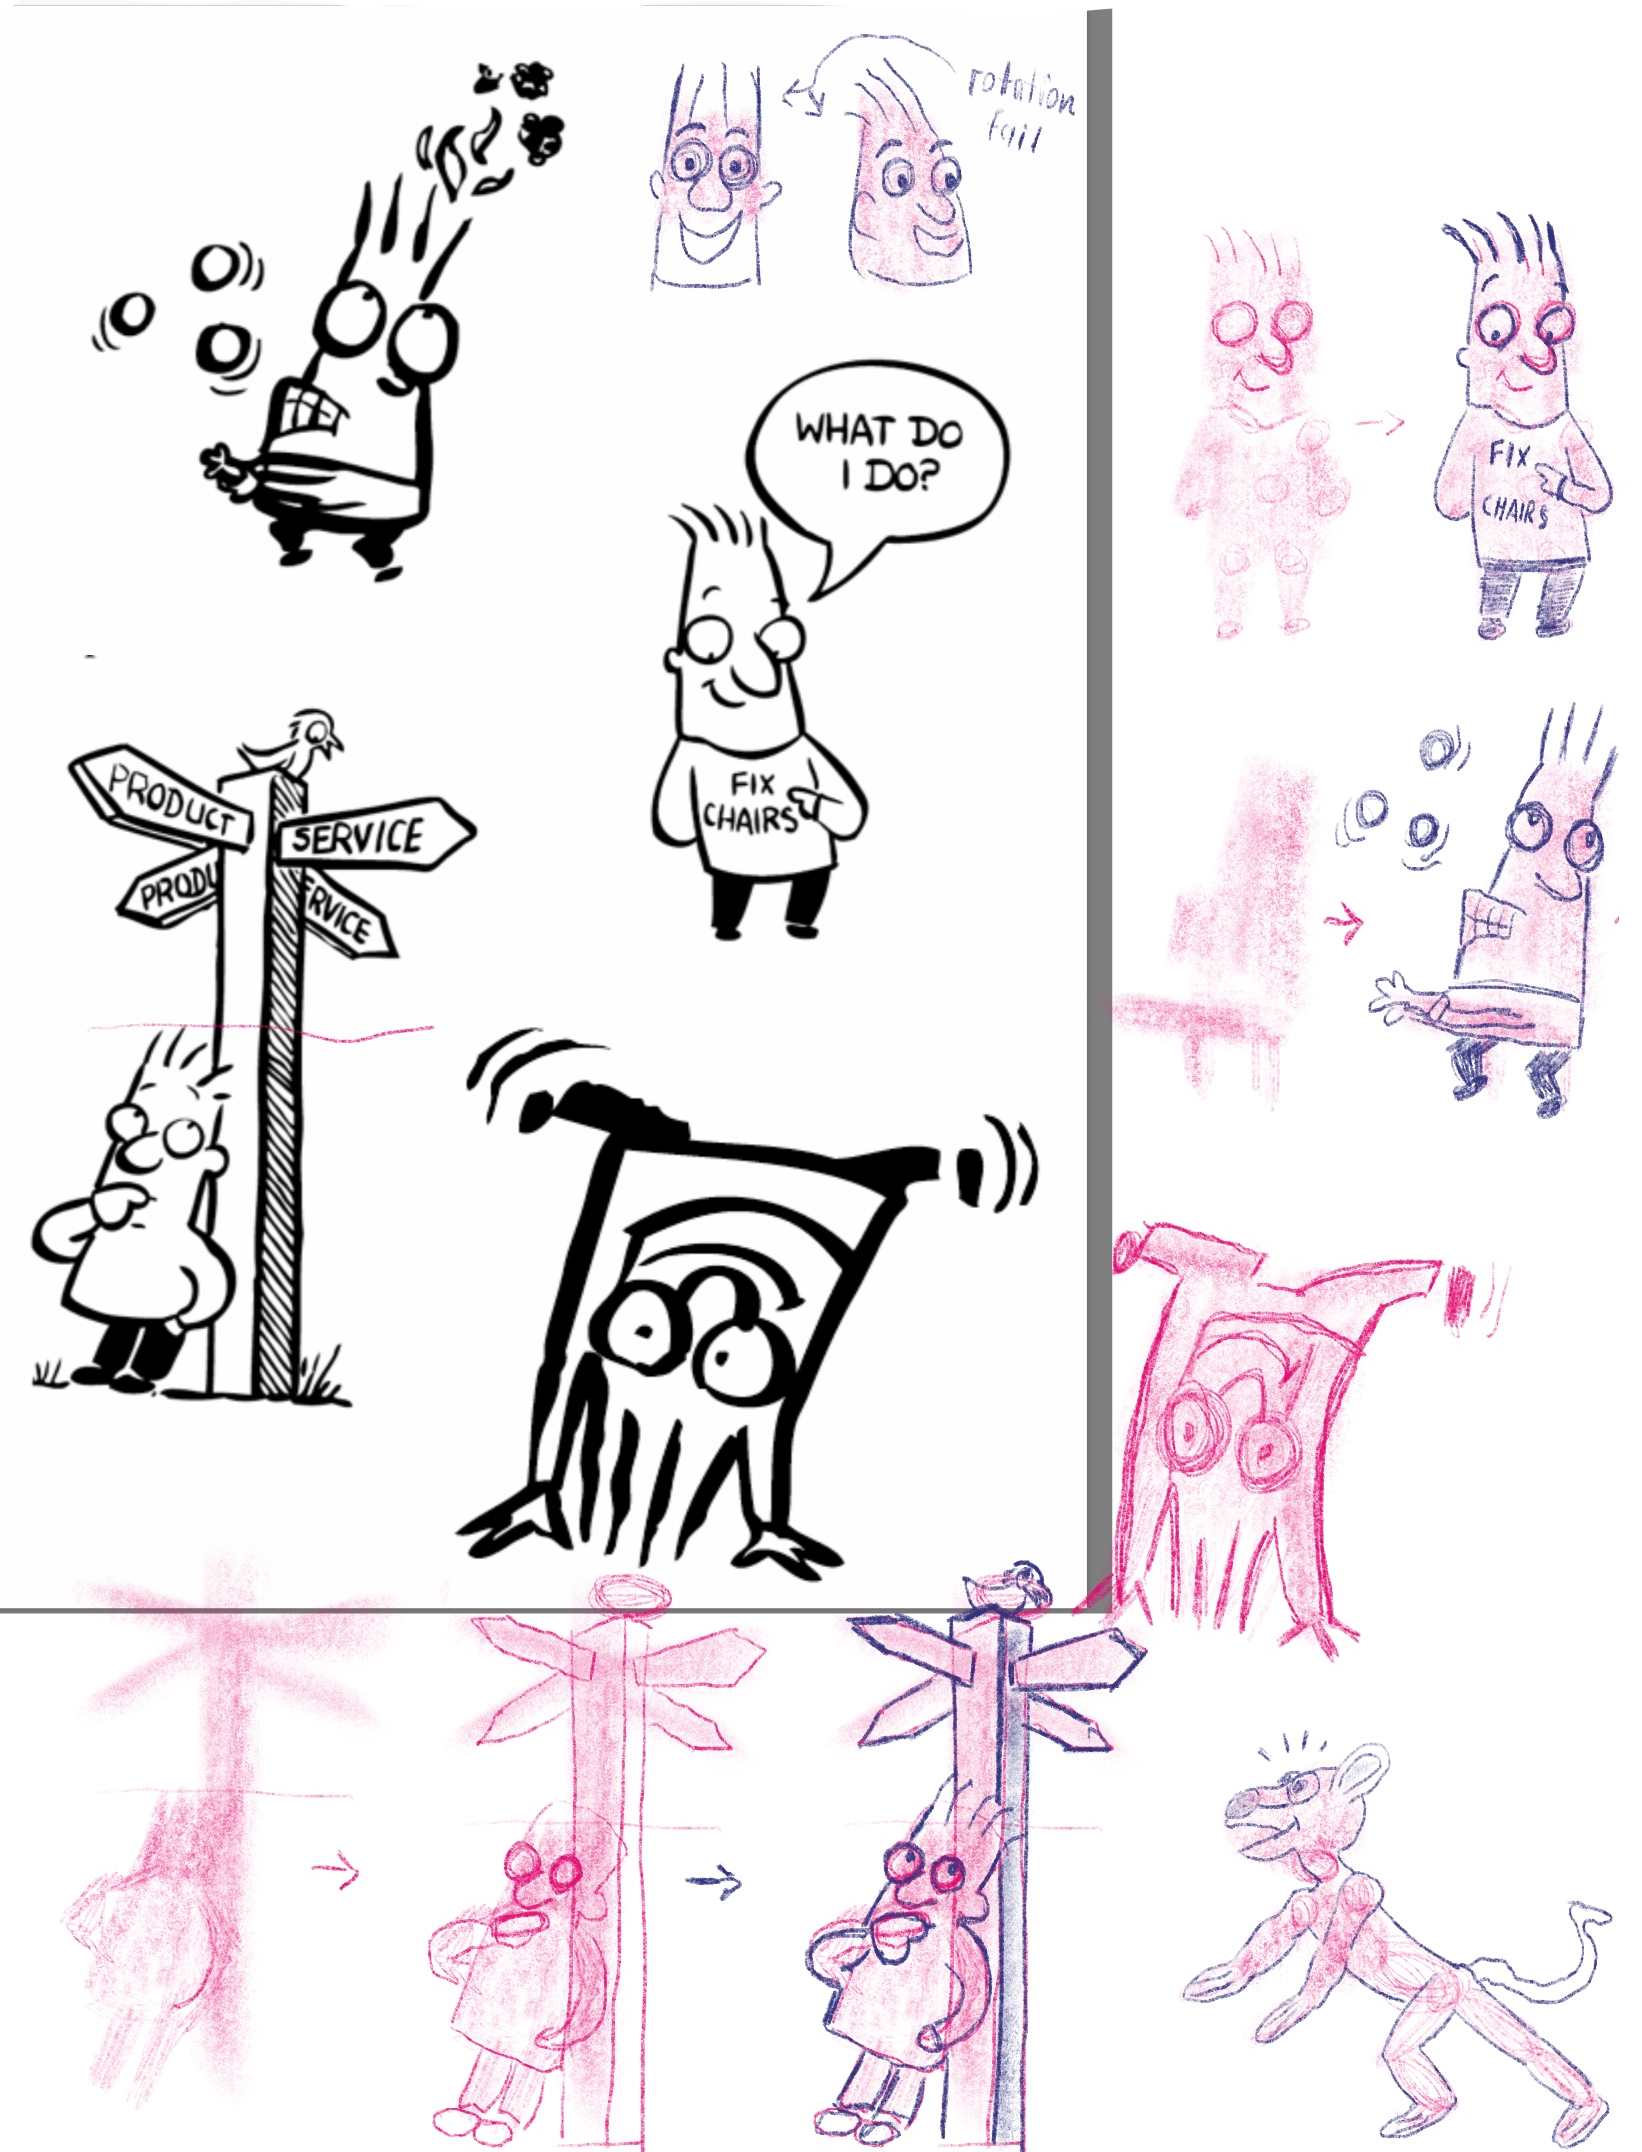 rotation
fail
WHAT DO
I DO?
FIX
CHAIRS
FIX
CHAIRS
PRODUCT
SERVICE
PRODU
RVICE